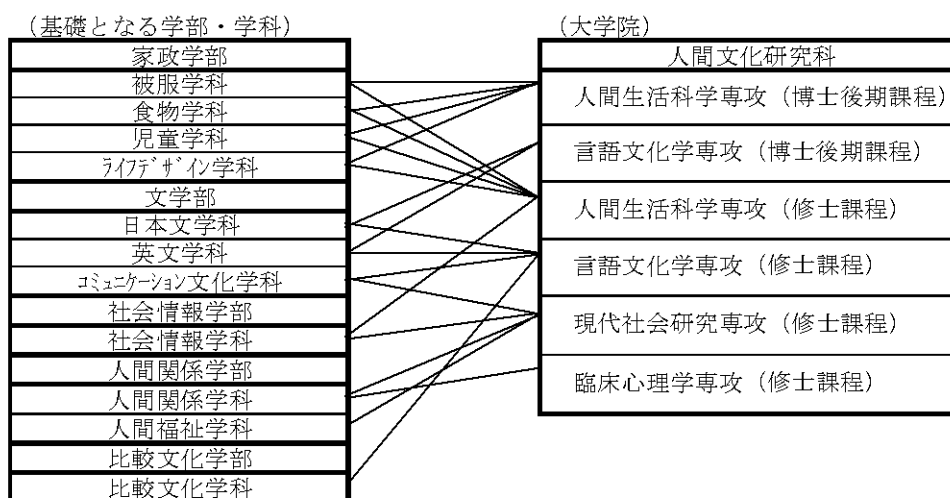 (基礎となる学部・学科)
家政学部
被服学科
食物学科
児童学科
ﾗｲﾌﾃﾞｻﾞｲﾝ学科
文学部
日本文学科
英文学科
ｺﾐｭﾆｹｰｼｮﾝ文化学科
社会情報学部
社会情報学科
人間関係学部
人間関係学科
人間福祉学科
比較文化学部
比較文化学科
(大学院)
人間文化研究科
人間生活科学専攻(博士後期課程)
言語文化学専攻(博士後期課程)
人間生活科学専攻(修士課程)
言語文化学専攻(修士課程)
現代社会研究専攻(修士課程)
臨床心理学専攻(修士課程)